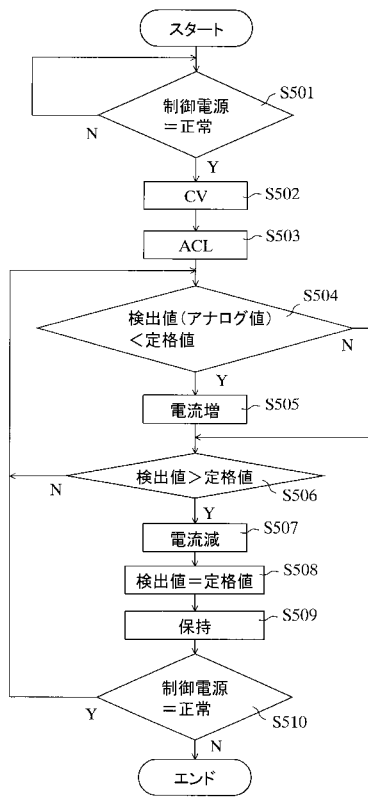 スタート
制御電源
＝正常
S501
N
Y
CV
S502
ACL
S503
検出値(アナログ値)
＜定格値
S504
N
Y
電流増
S505
検出値＞定格値
S506
N
Y
電流減
S507
検出値＝定格値
S508
保持
S509
制御電源
＝正常
S510
Y
N
エンド